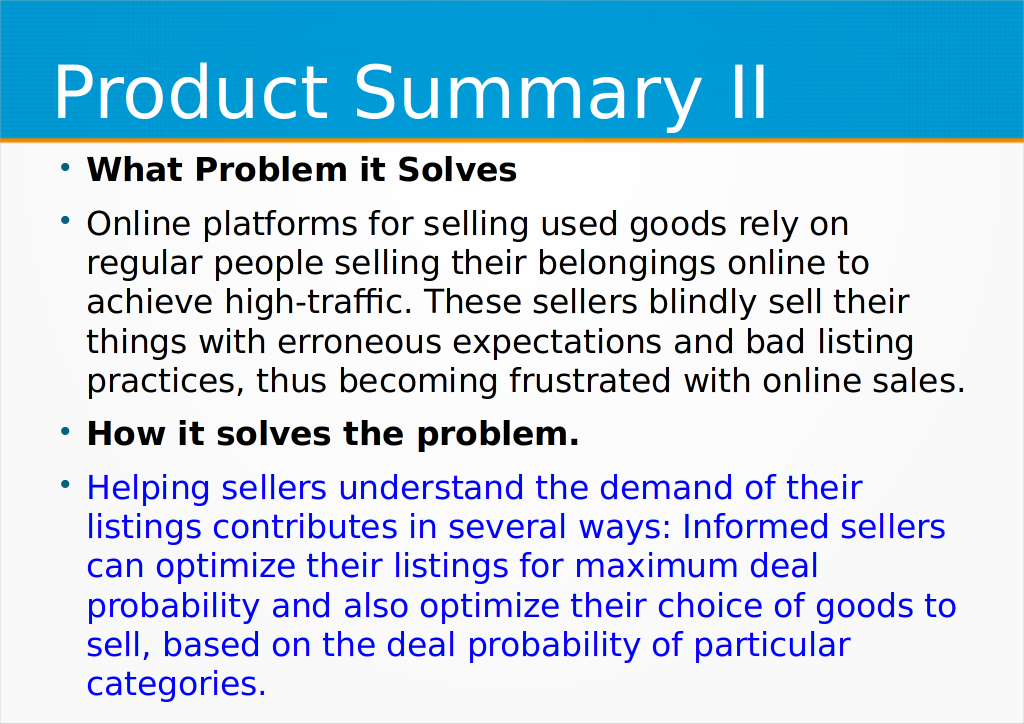 Product Summary II
• What Problem it Solves
• Online platforms for selling used goods rely on
regular people selling their belongings online to
achieve high-traffic. These sellers blindly sell their
things with erroneous expectations and bad listing
practices, thus becoming frustrated with online sales.
• How it solves the problem.
• Helping sellers understand the demand of their
listings contributes in several ways: Informed sellers
can optimize their listings for maximum deal
probability and also optimize their choice of goods to
sell, based on the deal probability of particular
categories.